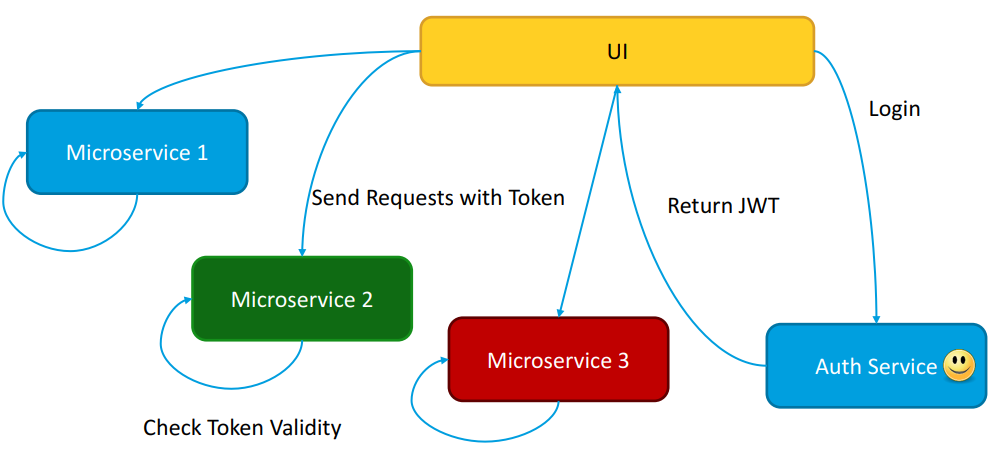 UI
Login
Microservice 1
Send Requests with Token
Return JWT
Microservice 2
Microservice 3
Auth Service
Check Token Validity